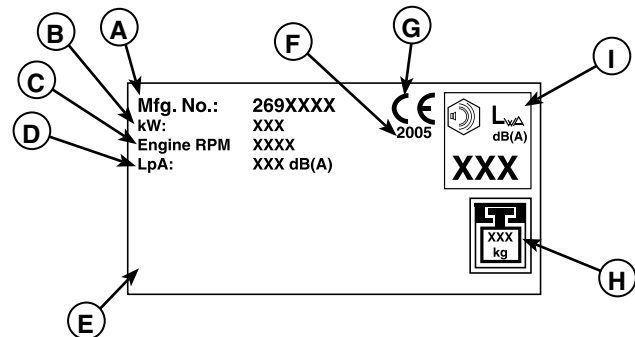 A
B
C
D
E
F
G
H
I
Mfg. No.: 269XXXX
kW: XXX
Engine RPM XXXX
LpA: XXX dB(A)
CE
2005
LWA
dB(A)
XXX
XXX
kg